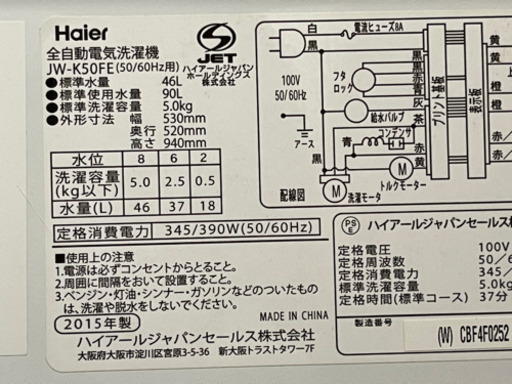 Haier
全自動電気洗濯機
JW-K50FE(50/60Hz用)
S
JET
ハイアールジャパン
ホールディングス
株式会社
●標準水量 46L
●標準使用水量 90L
●標準洗濯容量 5.0kg
●外形寸法 幅 530mm
奥行 520mm
高さ 940mm
水位 8 6 2
洗濯容量(kg以下) 5.0 2.5 0.5
水量(L) 46 37 18
定格消費電力 345/390W(50/60Hz)
■使用上の注意
1.電源は必ずコンセントからとること。
2.周囲に間隔をおいて設置すること。
3.ベンジン・灯油・シンナー・ガソリンなどのついたもの
は、洗濯や脱水をしないでください。
2015年製
MADE IN CHINA
ハイアールジャパンセールス株式会社
大阪府大阪市淀川区宮原3-5-36 新大阪トラストタワー7F
白
電流ヒューズ8A
黒
100V
50/60Hz
アース
フタ
ロック
黒
赤
白
青
赤
灰
茶
給水バルブ
コンデンサ
青
黒
赤
黄
M
洗濯モータ
M
トルクモーター
配線図
プリント基板
表示板
黄
黄
橙
PS
E
ハイアールジャパンセールス株
定格電圧 100V
定格周波数 50/6
定格消費電力 345/
標準洗濯容量 5.0kg
定格時間(標準コース) 37分
製造番号
(W) CBF4F0252